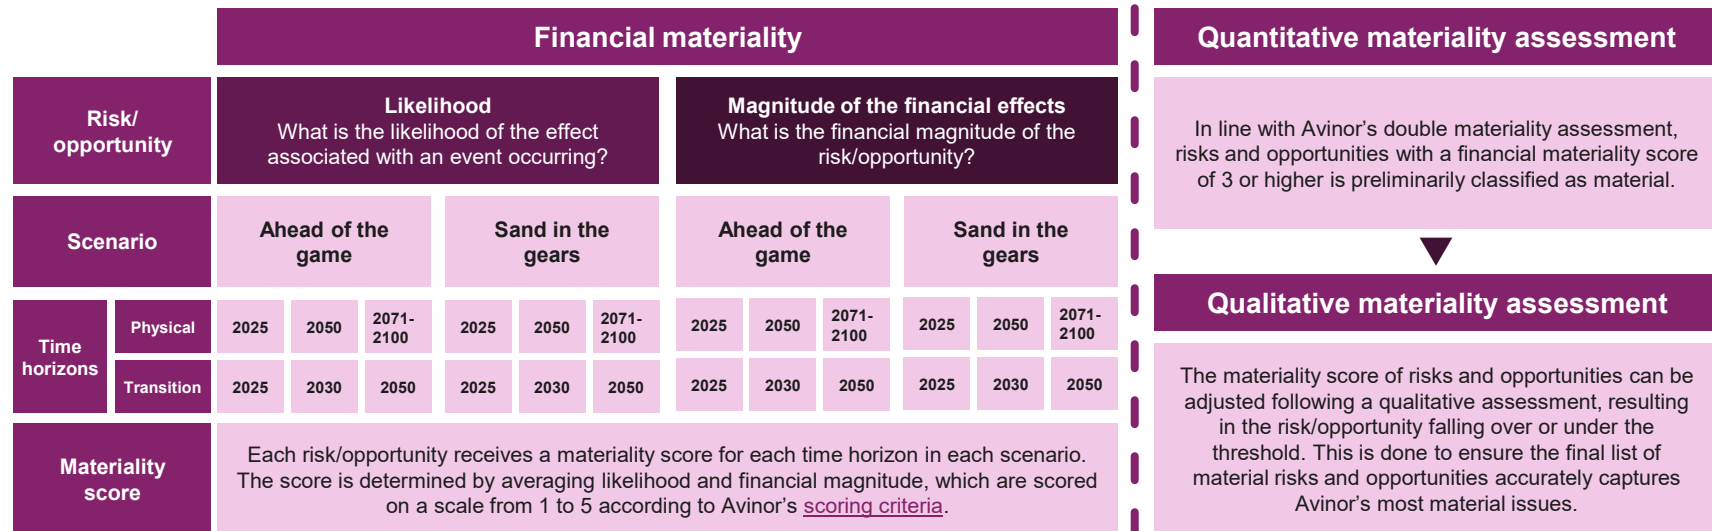 Financial materiality
Quantitative materiality assessment
Risk/
opportunity
Likelihood
What is the likelihood of the effect
associated with an event occurring?
Magnitude of the financial effects
What is the financial magnitude of the
risk/opportunity?
In line with Avinor's double materiality assessment,
risks and opportunities with a financial materiality score
of 3 or higher is preliminarily classified as material.
Scenario
Ahead of the
game
Sand in the
gears
Ahead of the
game
Sand in the
gears
Qualitative materiality assessment
Time
horizons
Physical
2025
2050
2071-
2100
2025
2050
2071-
2100
2025
2050
2071-
2100
2025
2050
2071-
2100
Transition
2025
2030
2050
2025
2030
2050
2025
2030
2050
2025
2030
2050
The materiality score of risks and opportunities can be
adjusted following a qualitative assessment, resulting
in the risk/opportunity falling over or under the
threshold. This is done to ensure the final list of
material risks and opportunities accurately captures
Avinor's most material issues.
Materiality
score
Each risk/opportunity receives a materiality score for each time horizon in each scenario.
The score is determined by averaging likelihood and financial magnitude, which are scored
on a scale from 1 to 5 according to Avinor's scoring criteria.